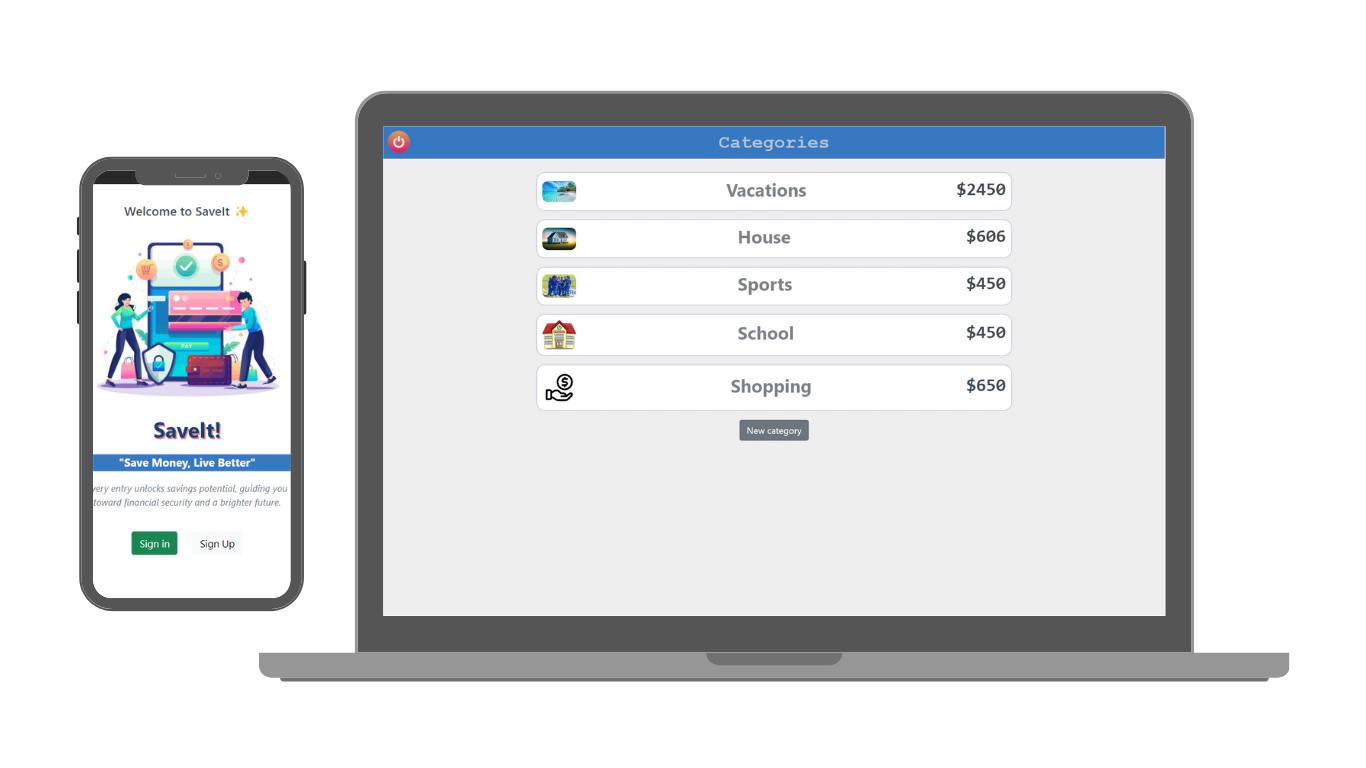 Welcome to SaveIt ✨
PAY
SaveIt!
"Save Money, Live Better"
very entry unlocks savings potential, guiding you
toward financial security and a brighter future.
Sign in
Sign Up
Categories
Vacations
$2450
House
$606
Sports
$450
School
$450
Shopping
$650
New category